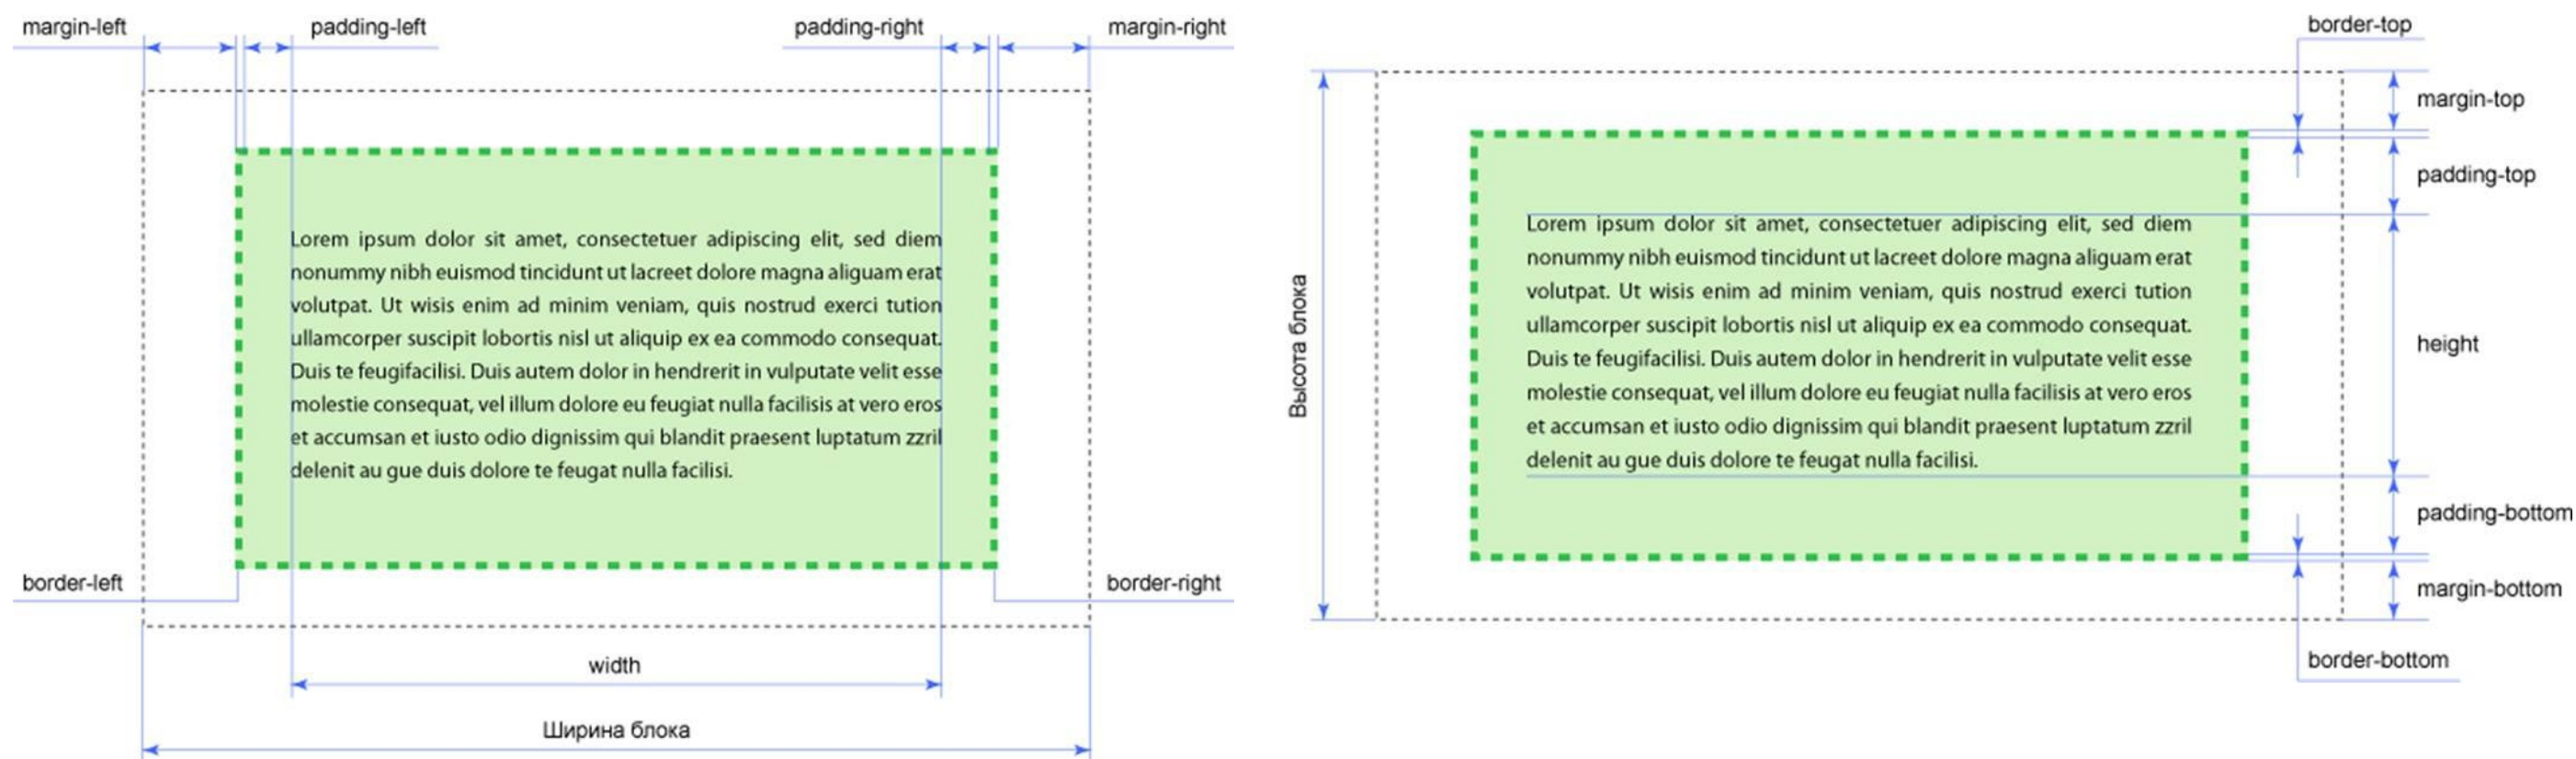 margin-left
padding-left
padding-right
margin-right
Lorem ipsum dolor sit amet, consectetuer adipiscing elit, sed diem
nonummy nibh euismod tincidunt ut lacreet dolore magna aliguam erat
volutpat. Ut wisis enim ad minim veniam, quis nostrud exerci tution
ullamcorper suscipit lobortis nisl ut aliquip ex ea commodo consequat.
Duis te feugifacilisi. Duis autem dolor in hendrerit in vulputate velit esse
molestie consequat, vel illum dolore eu feugiat nulla facilisis at vero eros
et accumsan et iusto odio dignissim qui blandit praesent luptatum zzril
delenit au gue duis dolore te feugat nulla facilisi.
border-left
border-right
width
Ширина блока
border-top
margin-top
padding-top
Высота блока
Lorem ipsum dolor sit amet, consectetuer adipiscing elit, sed diem
nonummy nibh euismod tincidunt ut lacreet dolore magna aliguam erat
volutpat. Ut wisis enim ad minim veniam, quis nostrud exerci tution
ullamcorper suscipit lobortis nisl ut aliquip ex ea commodo consequat.
Duis te feugifacilisi. Duis autem dolor in hendrerit in vulputate velit esse
molestie consequat, vel illum dolore eu feugiat nulla facilisis at vero eros
et accumsan et iusto odio dignissim qui blandit praesent luptatum zzril
delenit au gue duis dolore te feugat nulla facilisi.
height
padding-bottom
margin-bottom
border-bottom